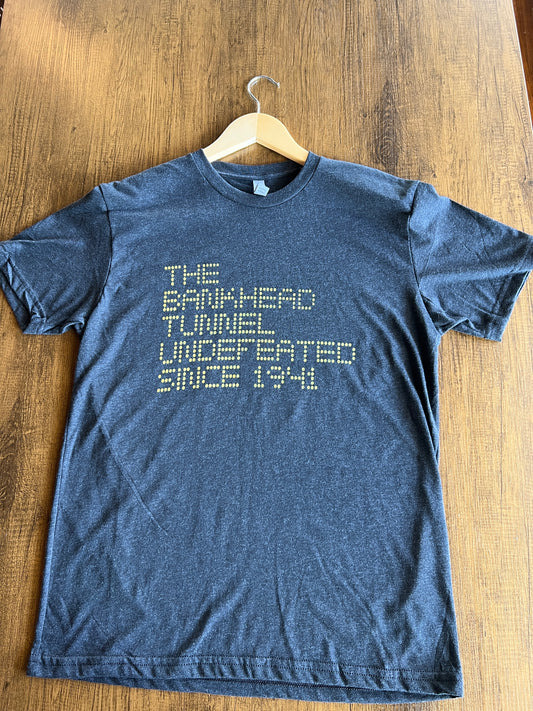 THE
BANKHEAD
TUNNEL
UNDEFEATED
SINCE 1941